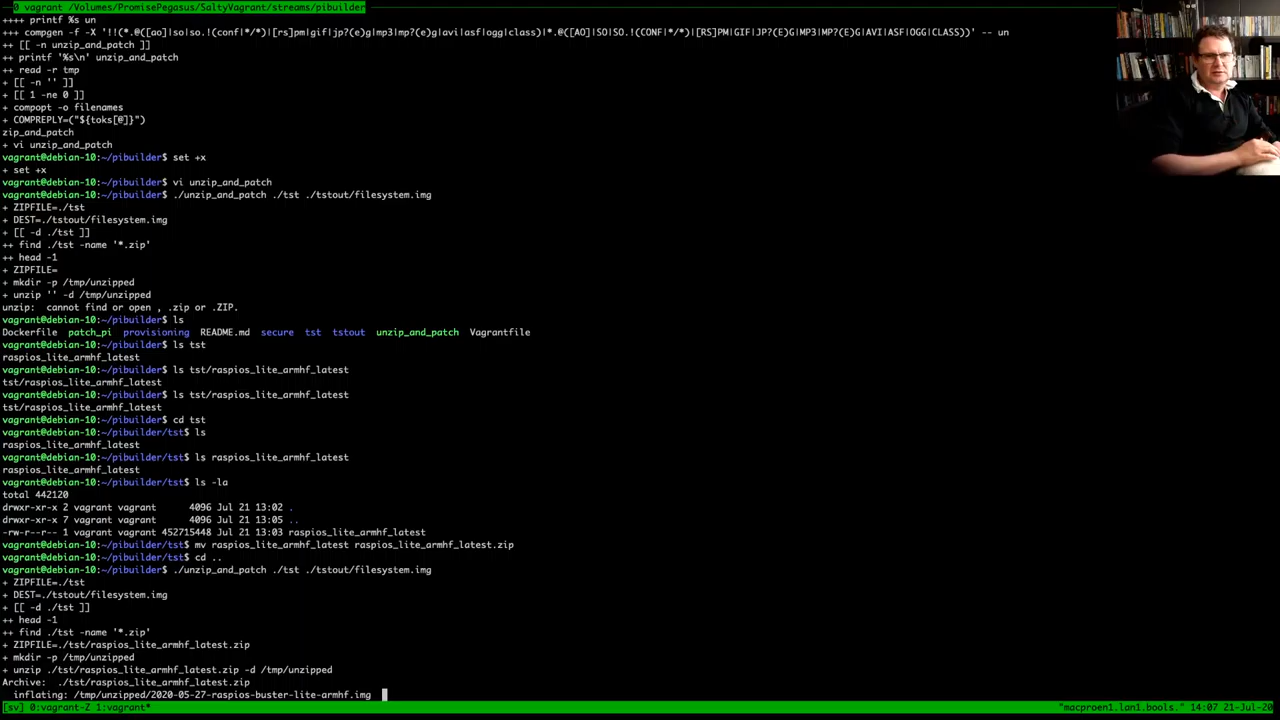 0 vagrant /Volumes/PromisePegasus/SaltyVagrant/streams/pibuilder
++++ printf %s un
+++ compgen -f -X '!!(*.@([ao]|so|so.!(conf|*/*)|[rs]pm|gif|jp?(e)g|mp3|mp?(e)g|avi|asf|ogg|class)|*.@([AO]|SO|SO.!(CONF|*/*)|[RS]PM|GIF|JP?(E)G|MP3|MP?(E)G|AVI|ASF|OGG|CLASS))' -- un
++ [[ -n unzip_and_patch ]]
++ printf '%s\n' unzip_and_patch
++ read -r tmp
+ [[ -n '' ]]
+ [[ 1 -ne 0 ]]
+ compopt -o filenames
+ COMPREPLY=("${toks[@]}")
zip_and_patch
+ vi unzip_and_patch
vagrant@debian-10:~/pibuilder$ set +x
+ set +x
vagrant@debian-10:~/pibuilder$ vi unzip_and_patch
vagrant@debian-10:~/pibuilder$ ./unzip_and_patch ./tst ./tstout/filesystem.img
+ ZIPFILE=./tst
+ DEST=./tstout/filesystem.img
+ [[ -d ./tst ]]
++ find ./tst -name '*.zip'
++ head -1
+ ZIPFILE=
+ mkdir -p /tmp/unzipped
+ unzip '' -d /tmp/unzipped
unzip:  cannot find or open , .zip or .ZIP.
vagrant@debian-10:~/pibuilder$ ls
Dockerfile  patch_pi  provisioning  README.md  secure  tst  tstout  unzip_and_patch  Vagrantfile
vagrant@debian-10:~/pibuilder$ ls tst
raspios_lite_armhf_latest
vagrant@debian-10:~/pibuilder$ ls tst/raspios_lite_armhf_latest
tst/raspios_lite_armhf_latest
vagrant@debian-10:~/pibuilder$ ls tst/raspios_lite_armhf_latest
tst/raspios_lite_armhf_latest
vagrant@debian-10:~/pibuilder$ cd tst
vagrant@debian-10:~/pibuilder/tst$ ls
raspios_lite_armhf_latest
vagrant@debian-10:~/pibuilder/tst$ ls raspios_lite_armhf_latest
raspios_lite_armhf_latest
vagrant@debian-10:~/pibuilder/tst$ ls -la
total 442120
drwxr-xr-x 2 vagrant vagrant      4096 Jul 21 13:02 .
drwxr-xr-x 7 vagrant vagrant      4096 Jul 21 13:05 ..
-rw-r--r-- 1 vagrant vagrant 452715448 Jul 21 13:03 raspios_lite_armhf_latest
vagrant@debian-10:~/pibuilder/tst$ mv raspios_lite_armhf_latest raspios_lite_armhf_latest.zip
vagrant@debian-10:~/pibuilder/tst$ cd ..
vagrant@debian-10:~/pibuilder$ ./unzip_and_patch ./tst ./tstout/filesystem.img
+ ZIPFILE=./tst
+ DEST=./tstout/filesystem.img
+ [[ -d ./tst ]]
++ head -1
++ find ./tst -name '*.zip'
+ ZIPFILE=./tst/raspios_lite_armhf_latest.zip
+ mkdir -p /tmp/unzipped
+ unzip ./tst/raspios_lite_armhf_latest.zip -d /tmp/unzipped
Archive:  ./tst/raspios_lite_armhf_latest.zip
  inflating: /tmp/unzipped/2020-05-27-raspios-buster-lite-armhf.img
[sv] 0:vagrant-Z 1:vagrant* "macproen1.lan1.bools." 14:07 21-Jul-20